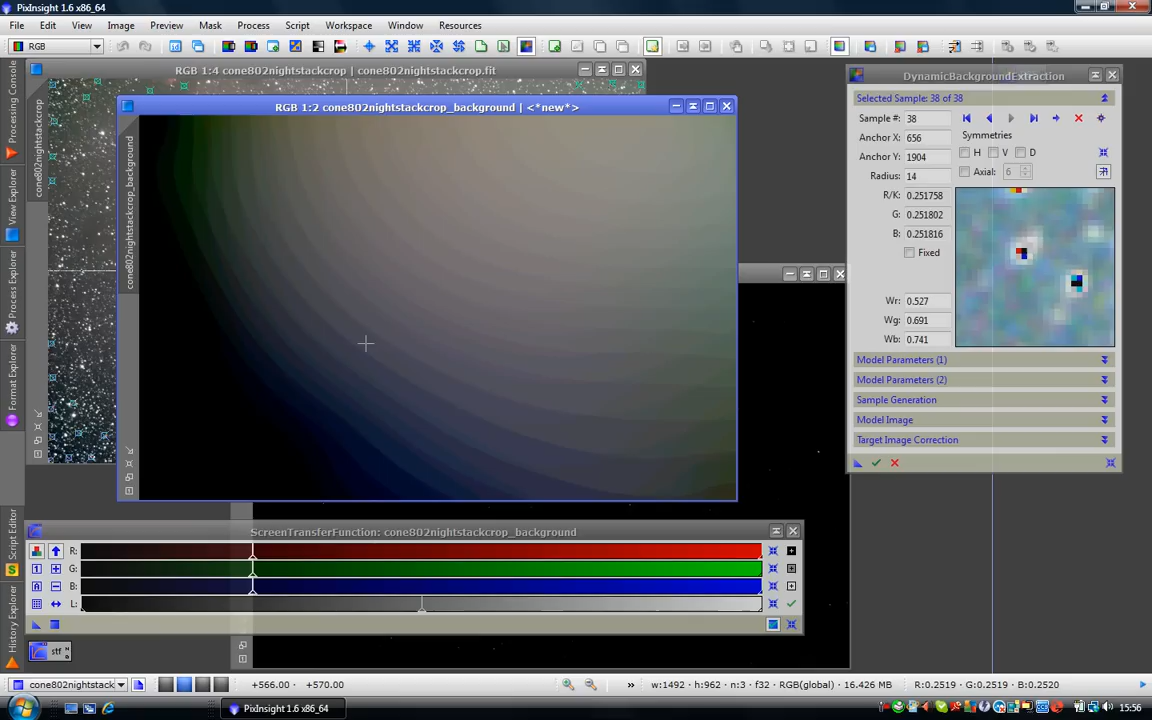 PixInsight 1.6 x86_64
File Edit View Image Preview Mask Process Script Workspace Window Resources
RGB
RGB 1:4 cone802nightstackcrop | cone802nightstackcrop.fit
RGB 1:2 cone802nightstackcrop_background | <*new*>
cone802nightstackcrop
cone802nightstackcrop_background
Processing Console
View Explorer
Process Explorer
Format Explorer
Script Editor
History Explorer
DynamicBackgroundExtraction
Selected Sample: 38 of 38
Sample #: 38
Anchor X: 656
Symmetries
Anchor Y: 1904
H V D
Radius: 14
Axial: 6
R/K: 0.251758
G: 0.251802
B: 0.251816
Fixed
Wr: 0.527
Wg: 0.691
Wb: 0.741
Model Parameters (1)
Model Parameters (2)
Sample Generation
Model Image
Target Image Correction
ScreenTransferFunction: cone802nightstackcrop_background
R:
G:
B:
L:
stf
cone802nightstack
+566.00 · +570.00
w:1492 · h:962 · n:3 · f32 · RGB(global) · 16.426 MB
R:0.2519 · G:0.2519 · B:0.2520
PixInsight 1.6 x86_64
15:56